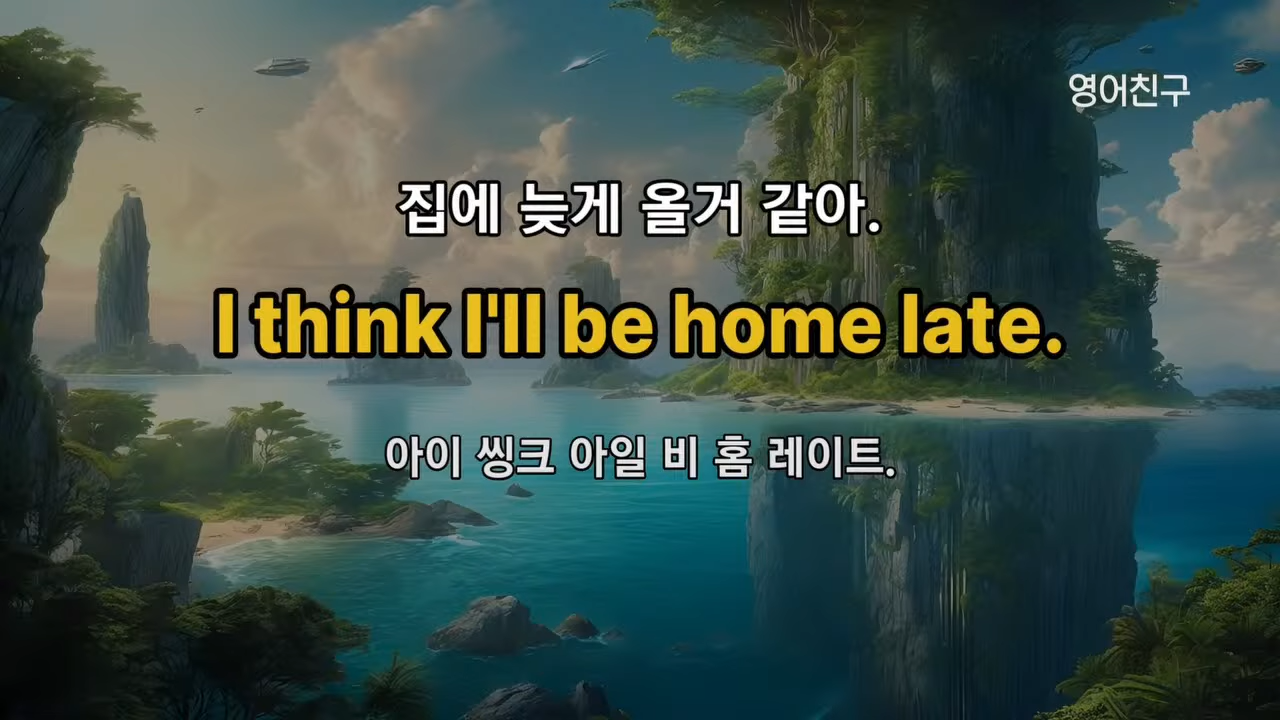 영어친구
집에 늦게 올거 같아.
I think I'll be home late.
아이 씽크 아일 비 홈 레이트.